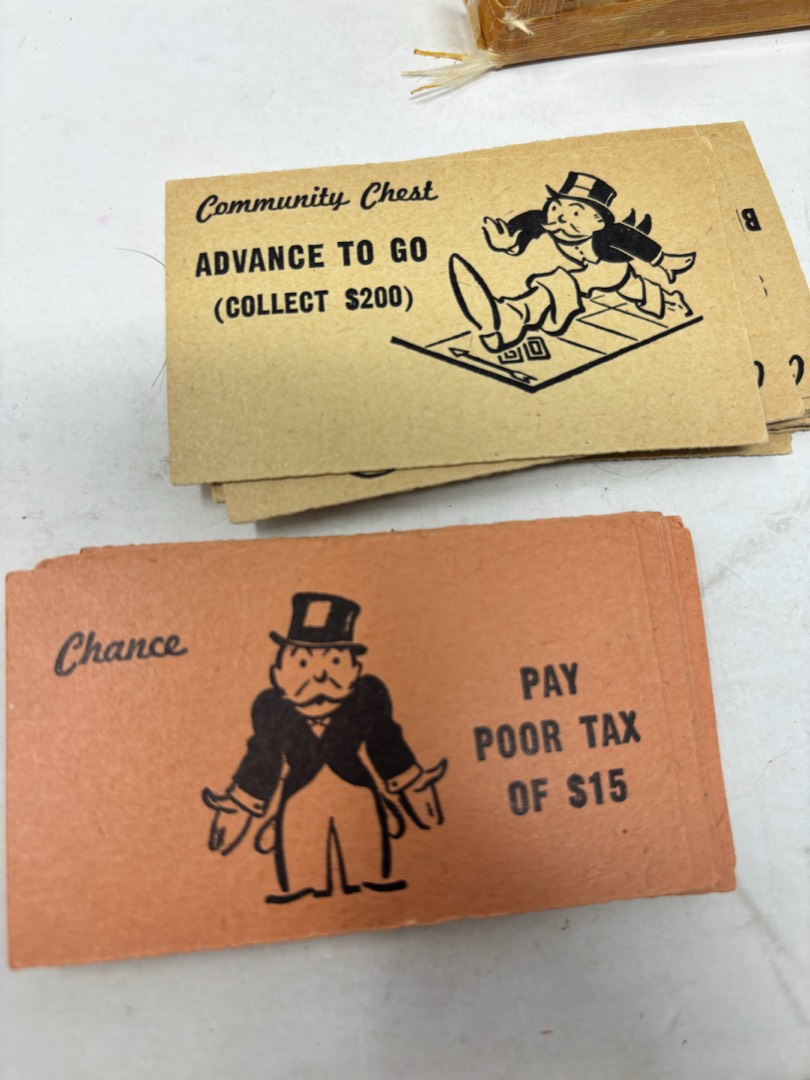 Community Chest
ADVANCE TO GO
(COLLECT $200)
B
Chance
PAY
POOR TAX
OF $15